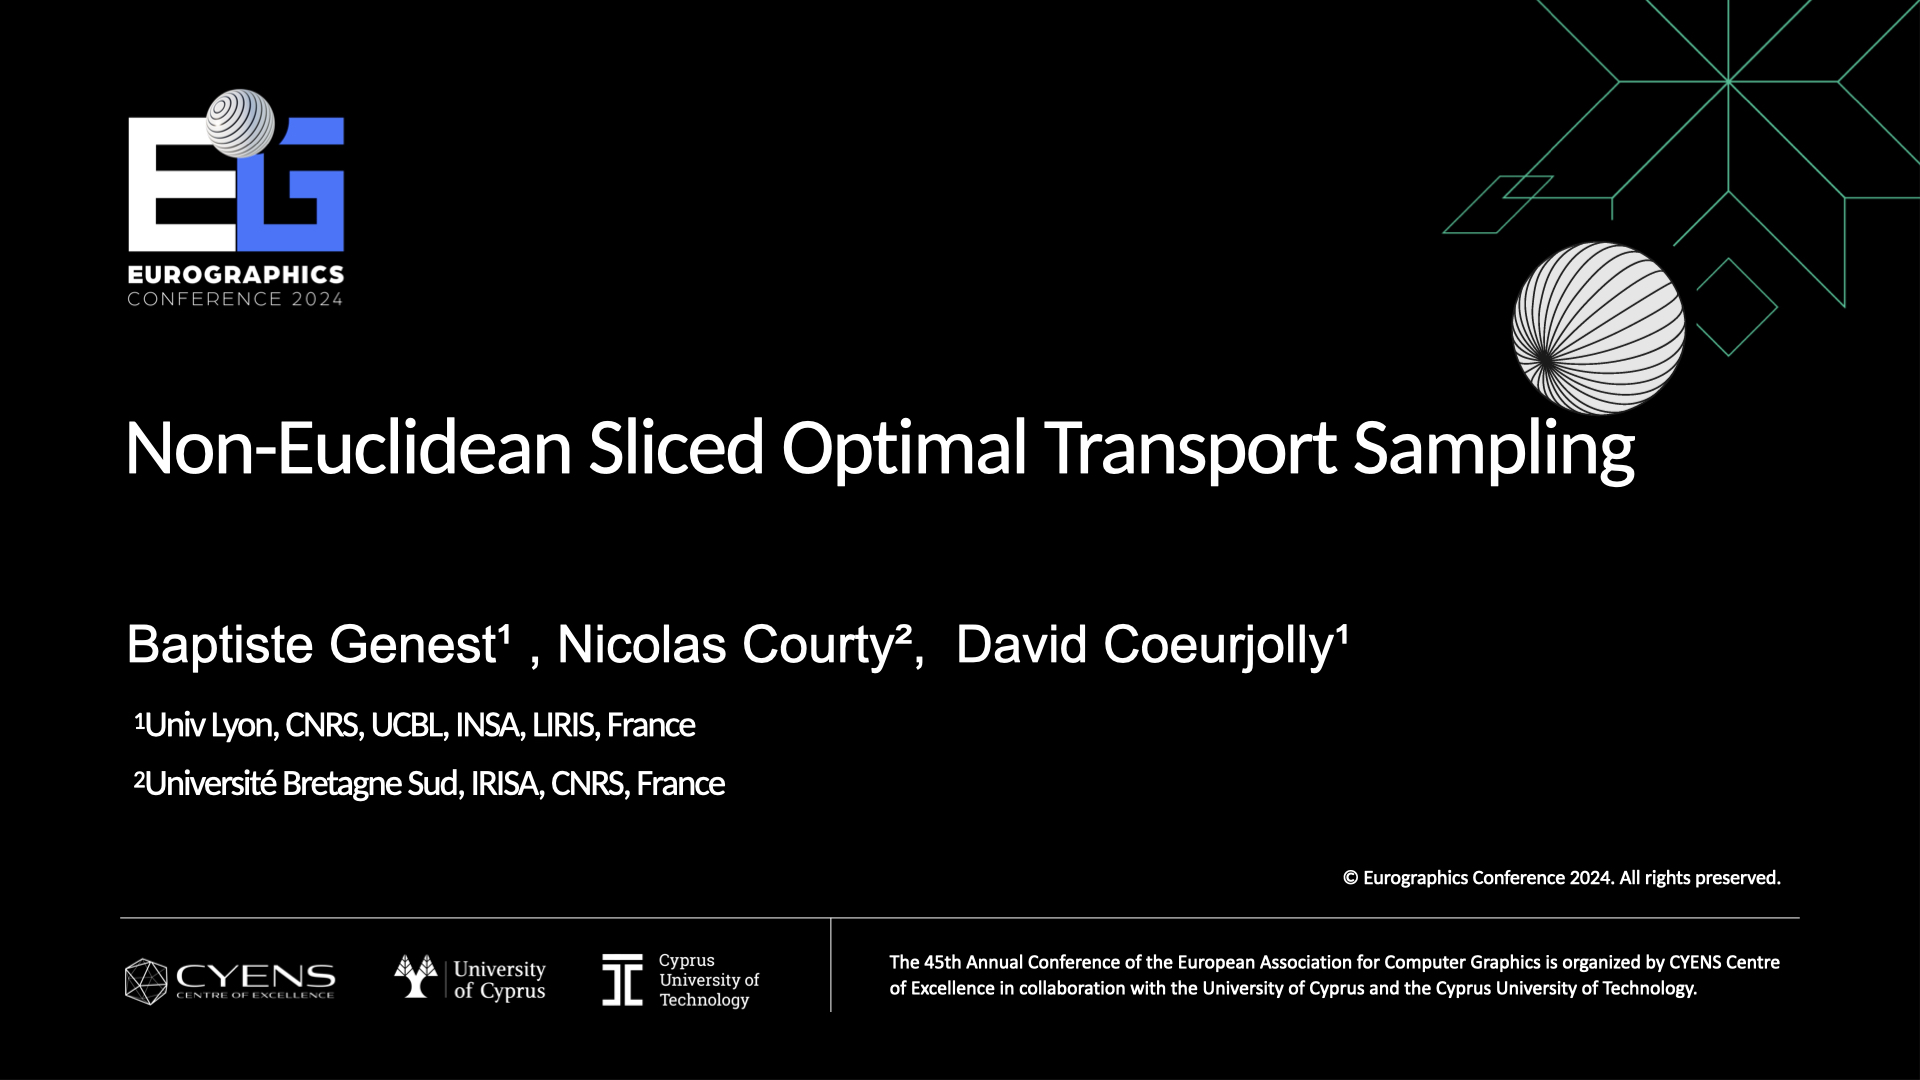 EG
EUROGRAPHICS
CONFERENCE 2024
Non-Euclidean Sliced Optimal Transport Sampling
Baptiste Genest¹ , Nicolas Courty²,  David Coeurjolly¹
¹Univ Lyon, CNRS, UCBL, INSA, LIRIS, France
²Université Bretagne Sud, IRISA, CNRS, France
© Eurographics Conference 2024. All rights preserved.
CYENS
CENTRE OF EXCELLENCE
University
of Cyprus
Cyprus
University of
Technology
The 45th Annual Conference of the European Association for Computer Graphics is organized by CYENS Centre
of Excellence in collaboration with the University of Cyprus and the Cyprus University of Technology.